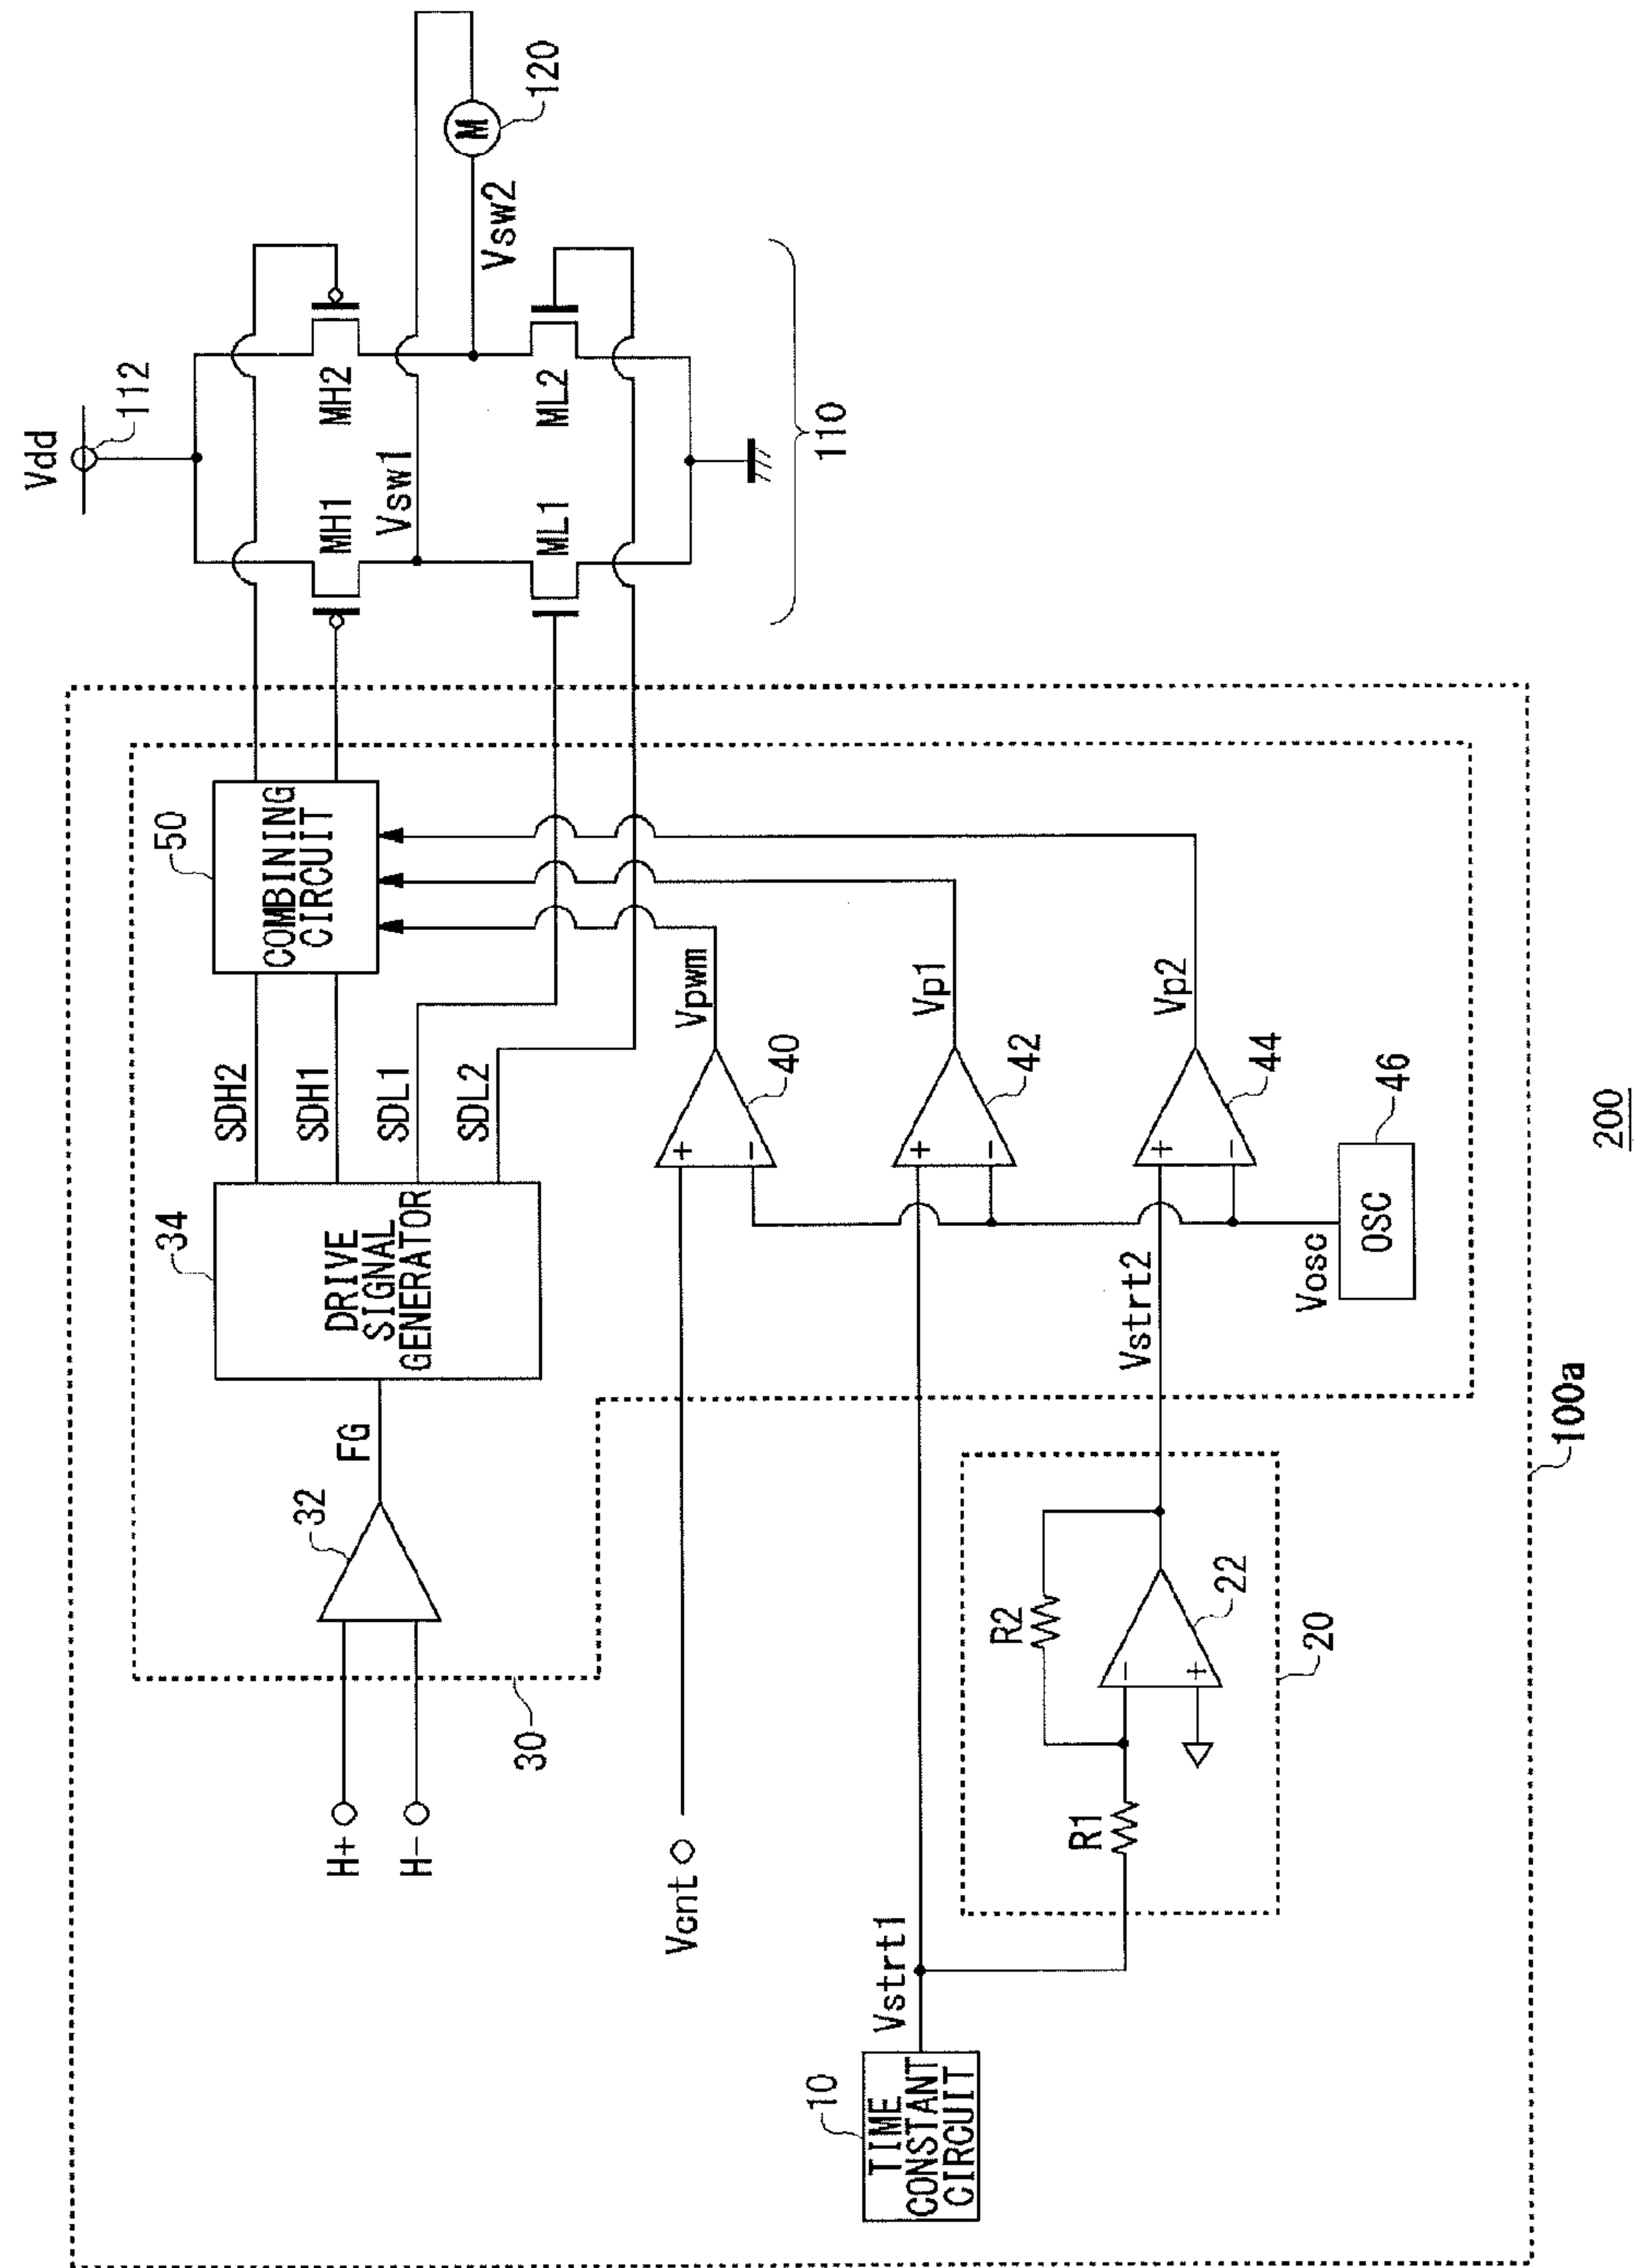 Vdd
112
MH1
MH2
Vsw1
Vsw2
M
120
ML1
ML2
110
50
COMBINING
CIRCUIT
34
DRIVE
SIGNAL
GENERATOR
SDH2
SDH1
SDL1
SDL2
32
FG
H+
H-
30
Vcnt
Vpwm
40
Vp1
42
Vp2
44
+
-
+
-
+
-
46
OSC
Vosc
10
TIME
CONSTANT
CIRCUIT
Vstrt1
Vstrt2
R1
R2
-
+
22
20
100a
200